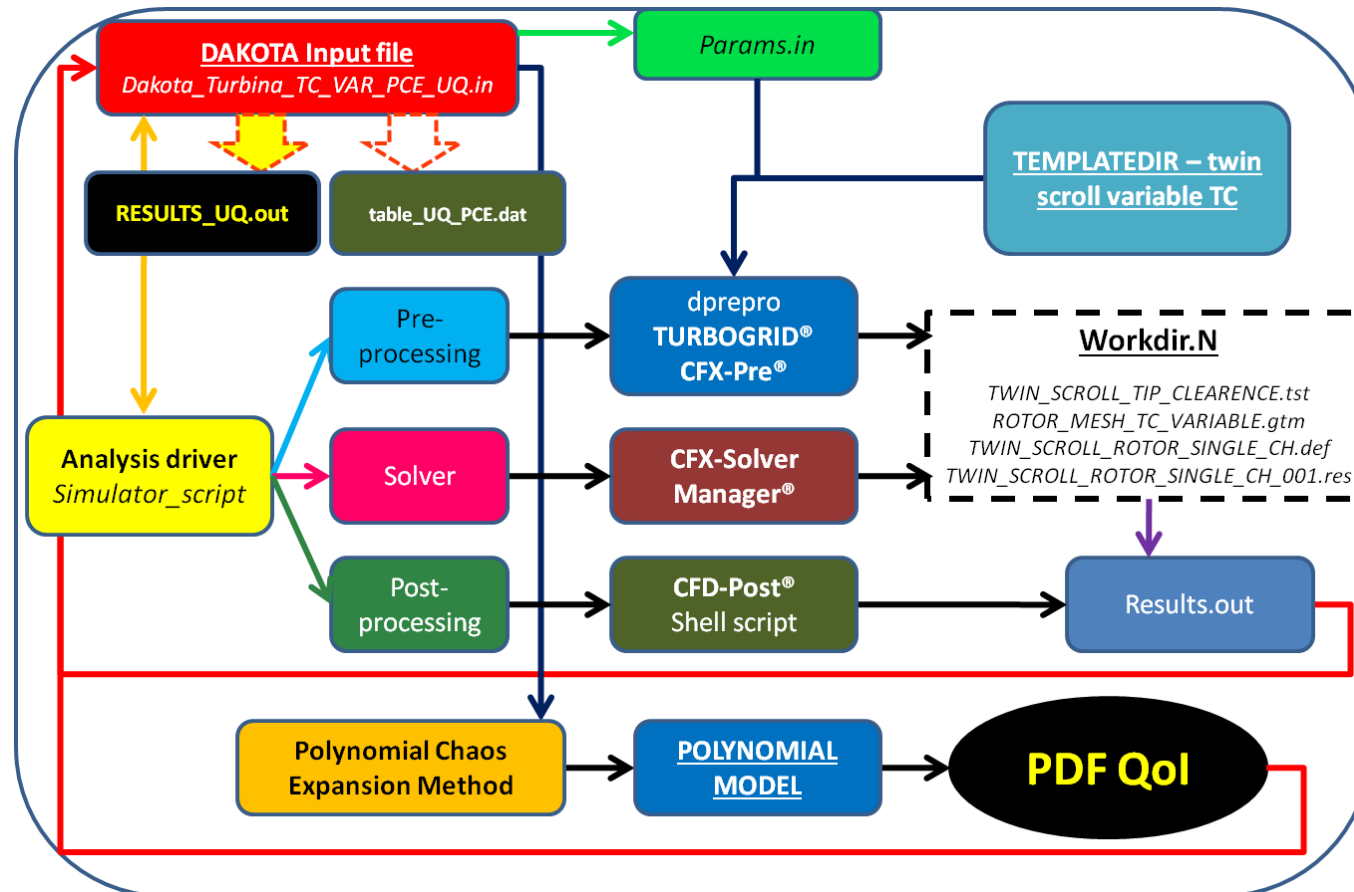 DAKOTA Input file
Dakota_Turbina_TC_VAR_PCE_UQ.in
Params.in
TEMPLATEDIR – twin
scroll variable TC
RESULTS_UQ.out
table_UQ_PCE.dat
Pre-
processing
dprepro
TURBOGRID®
CFX-Pre®
Workdir.N
TWIN_SCROLL_TIP_CLEARENCE.tst
ROTOR_MESH_TC_VARIABLE.gtm
TWIN_SCROLL_ROTOR_SINGLE_CH.def
TWIN_SCROLL_ROTOR_SINGLE_CH_001.res
Analysis driver
Simulator_script
Solver
CFX-Solver
Manager®
Post-
processing
CFD-Post®
Shell script
Results.out
Polynomial Chaos
Expansion Method
POLYNOMIAL
MODEL
PDF QoI